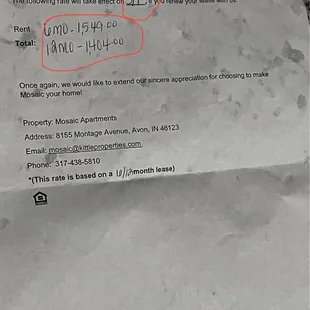 The following rate will take effect on if you renew your lease with us.
Rent 6mo - 1549.00
Total: 12mo - 1404.00
Once again, we would like to extend our sincere appreciation for choosing to make
Mosaic your home!
Property: Mosaic Apartments
Address: 8155 Montage Avenue, Avon, IN 46123
Email: mosaic@kittleproperties.com
Phone: 317-438-5810
*(This rate is based on a 6/12 month lease)